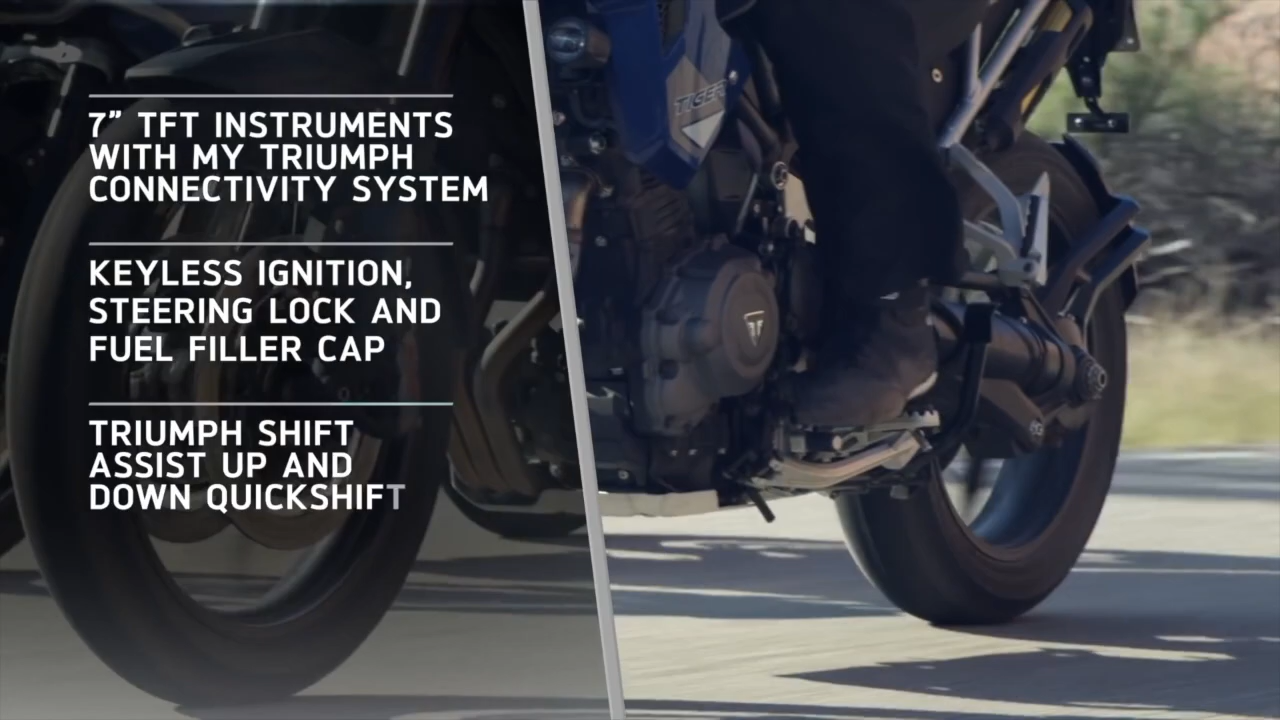 7” TFT INSTRUMENTS
WITH MY TRIUMPH
CONNECTIVITY SYSTEM
KEYLESS IGNITION,
STEERING LOCK AND
FUEL FILLER CAP
TRIUMPH SHIFT
ASSIST UP AND
DOWN QUICKSHIFT
TIGER